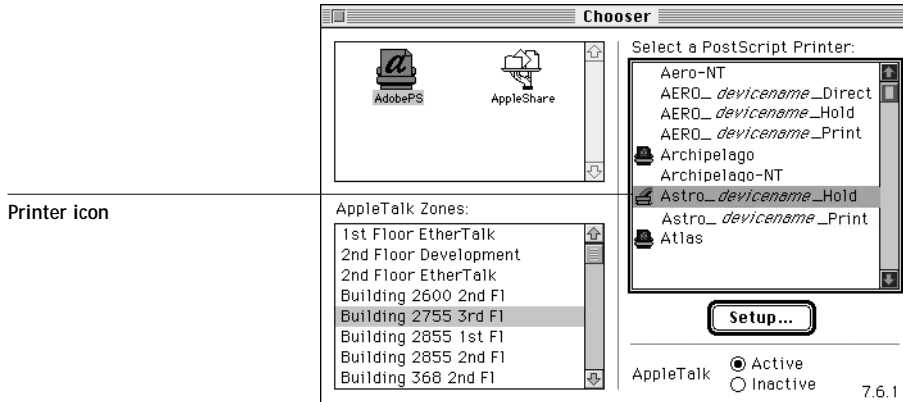 Chooser
AdobePS
AppleShare
Select a PostScript Printer:
Aero-NT
AERO_ devicename _Direct
AERO_ devicename _Hold
AERO_ devicename _Print
Archipelago
Archipelago-NT
Astro_ devicename _Hold
Astro_ devicename _Print
Atlas
Printer icon
AppleTalk Zones:
1st Floor EtherTalk
2nd Floor Development
2nd Floor EtherTalk
Building 2600 2nd Fl
Building 2755 3rd Fl
Building 2855 1st Fl
Building 2855 2nd Fl
Building 368 2nd Fl
Setup...
AppleTalk
Active
Inactive
7.6.1